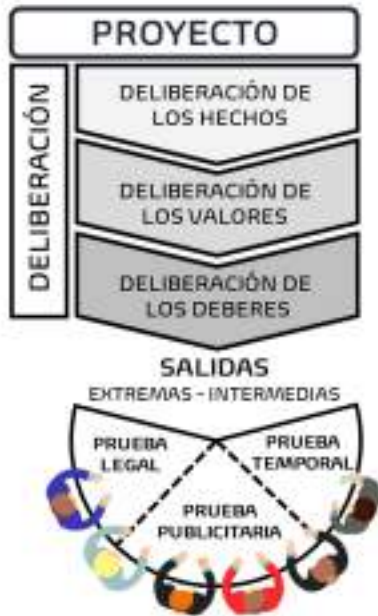 PROYECTO
DELIBERACIÓN
DELIBERACIÓN DE
LOS HECHOS
DELIBERACIÓN DE
LOS VALORES
DELIBERACIÓN DE
LOS DEBERES
SALIDAS
EXTREMAS - INTERMEDIAS
PRUEBA
LEGAL
PRUEBA
TEMPORAL
PRUEBA
PUBLICITARIA